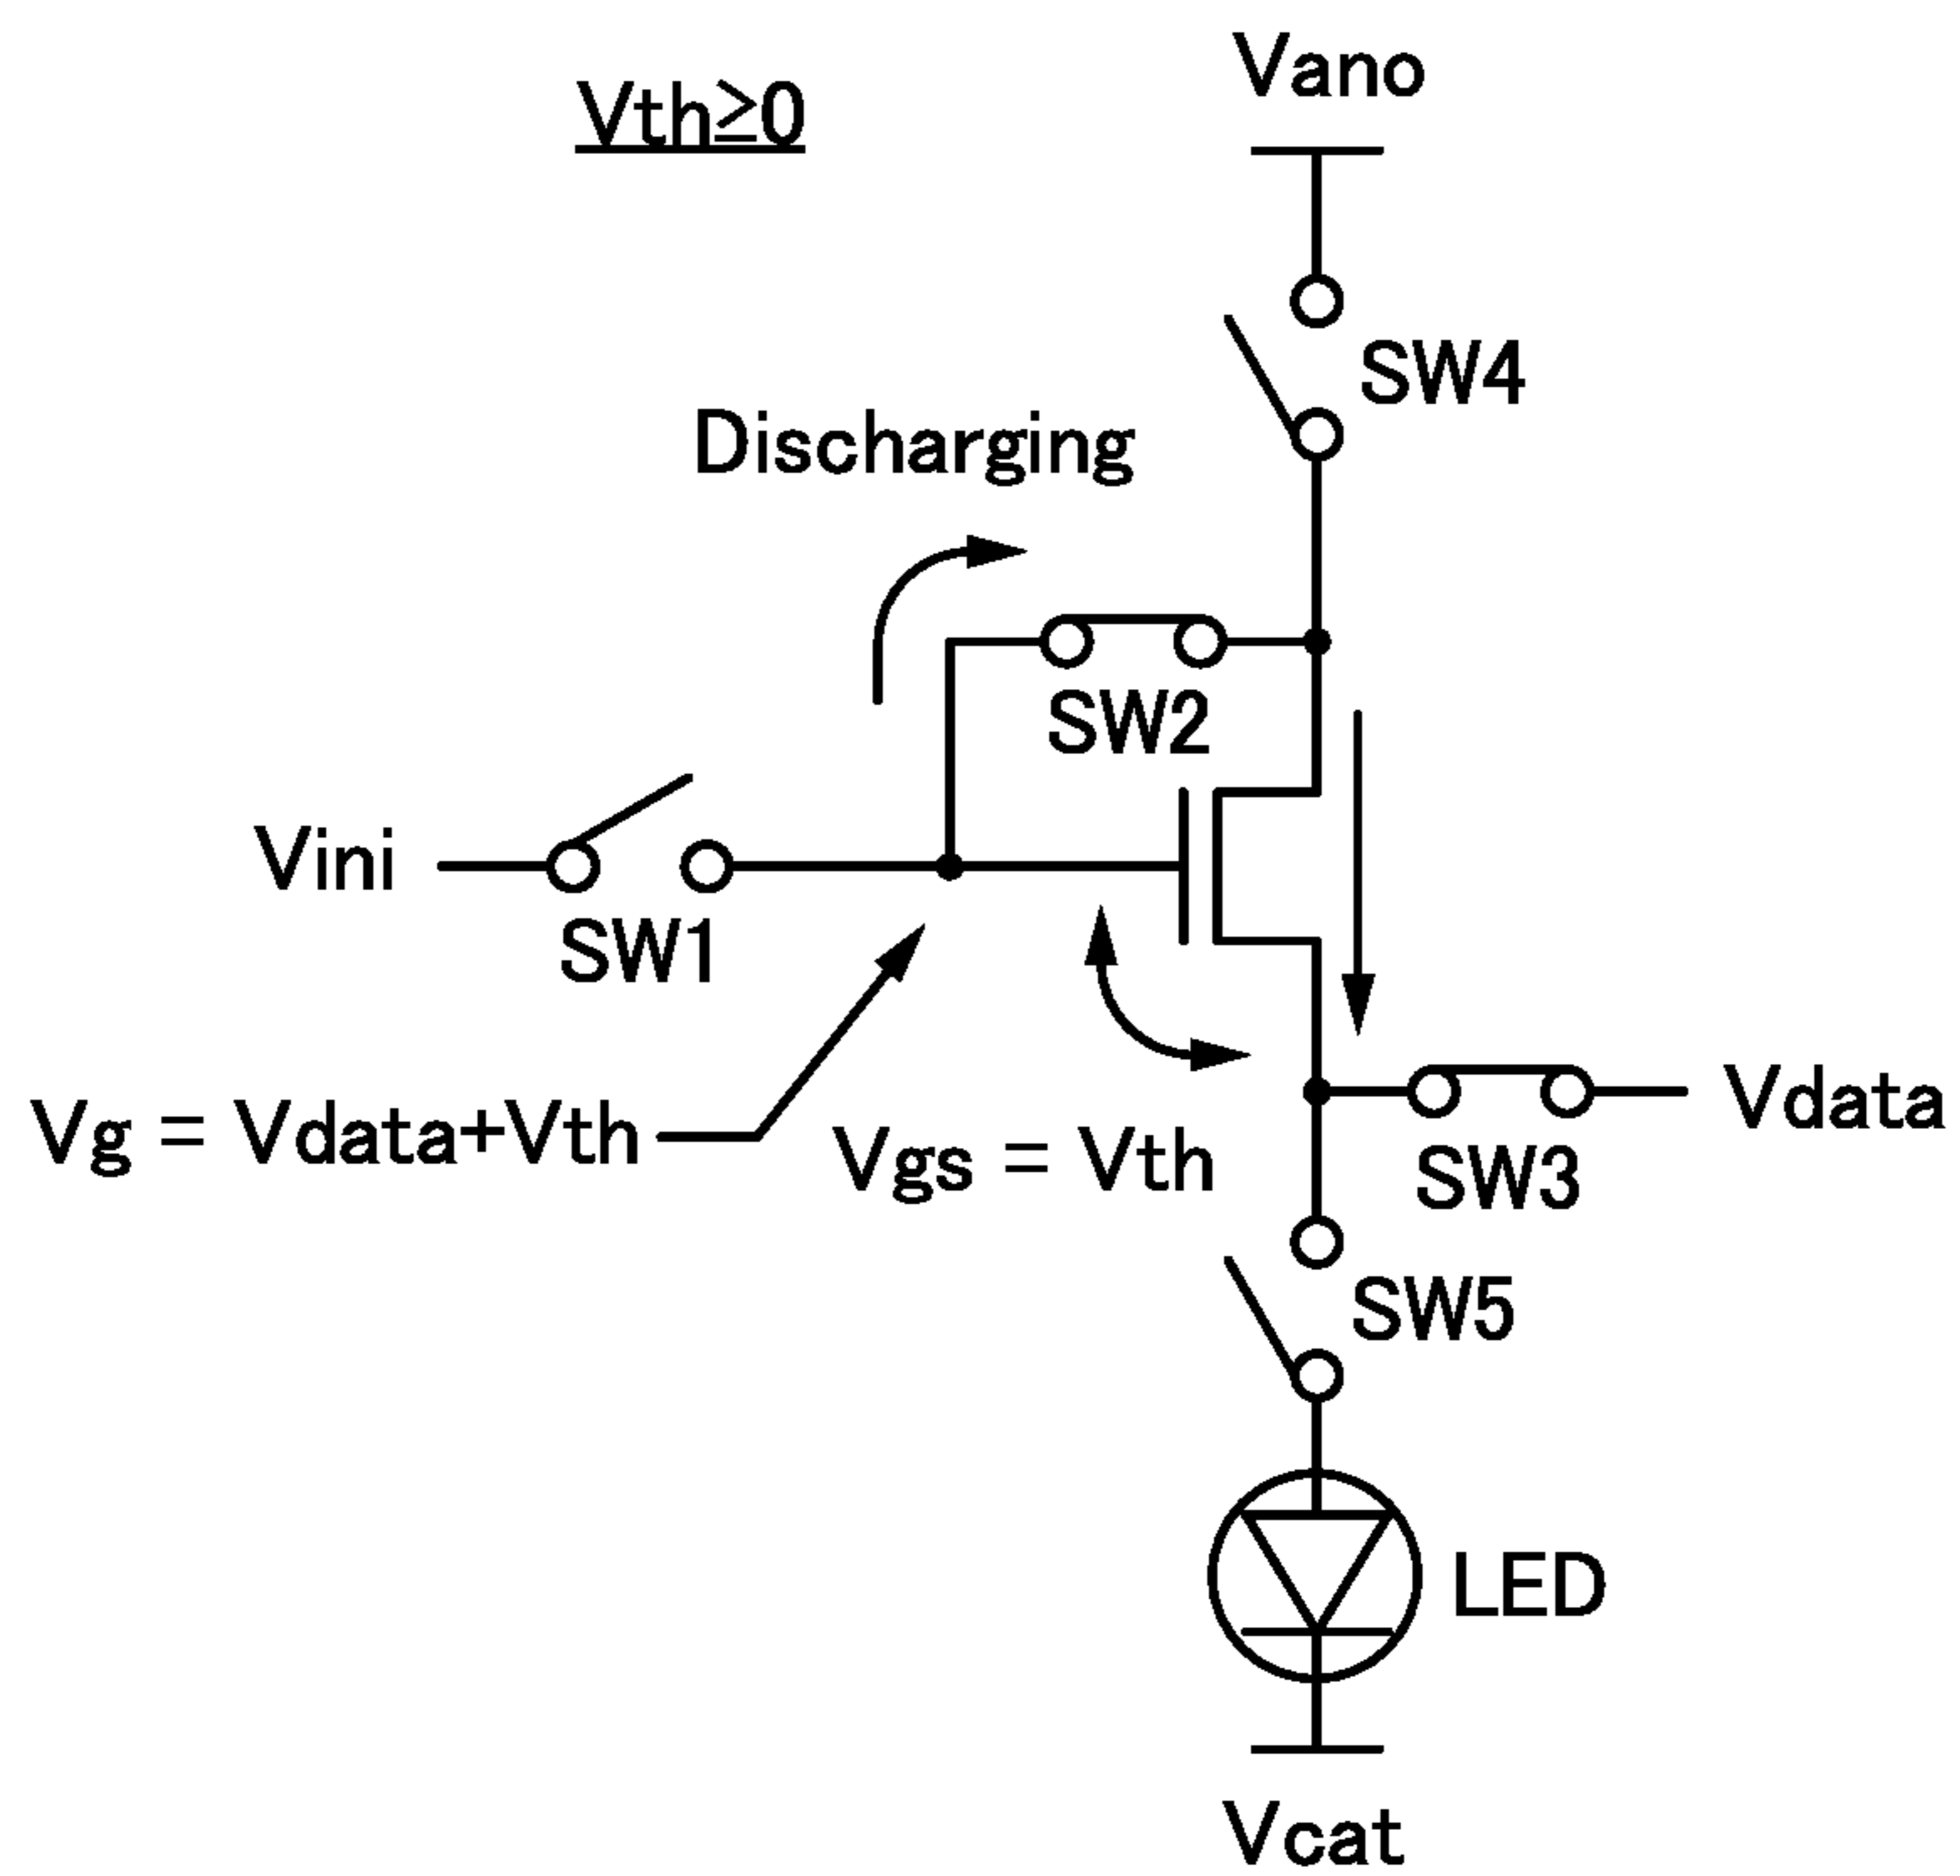 Vano
Vth≥0
SW4
Discharging
SW2
Vini
SW1
Vdata
Vg = Vdata+Vth
Vgs = Vth
SW3
SW5
LED
Vcat